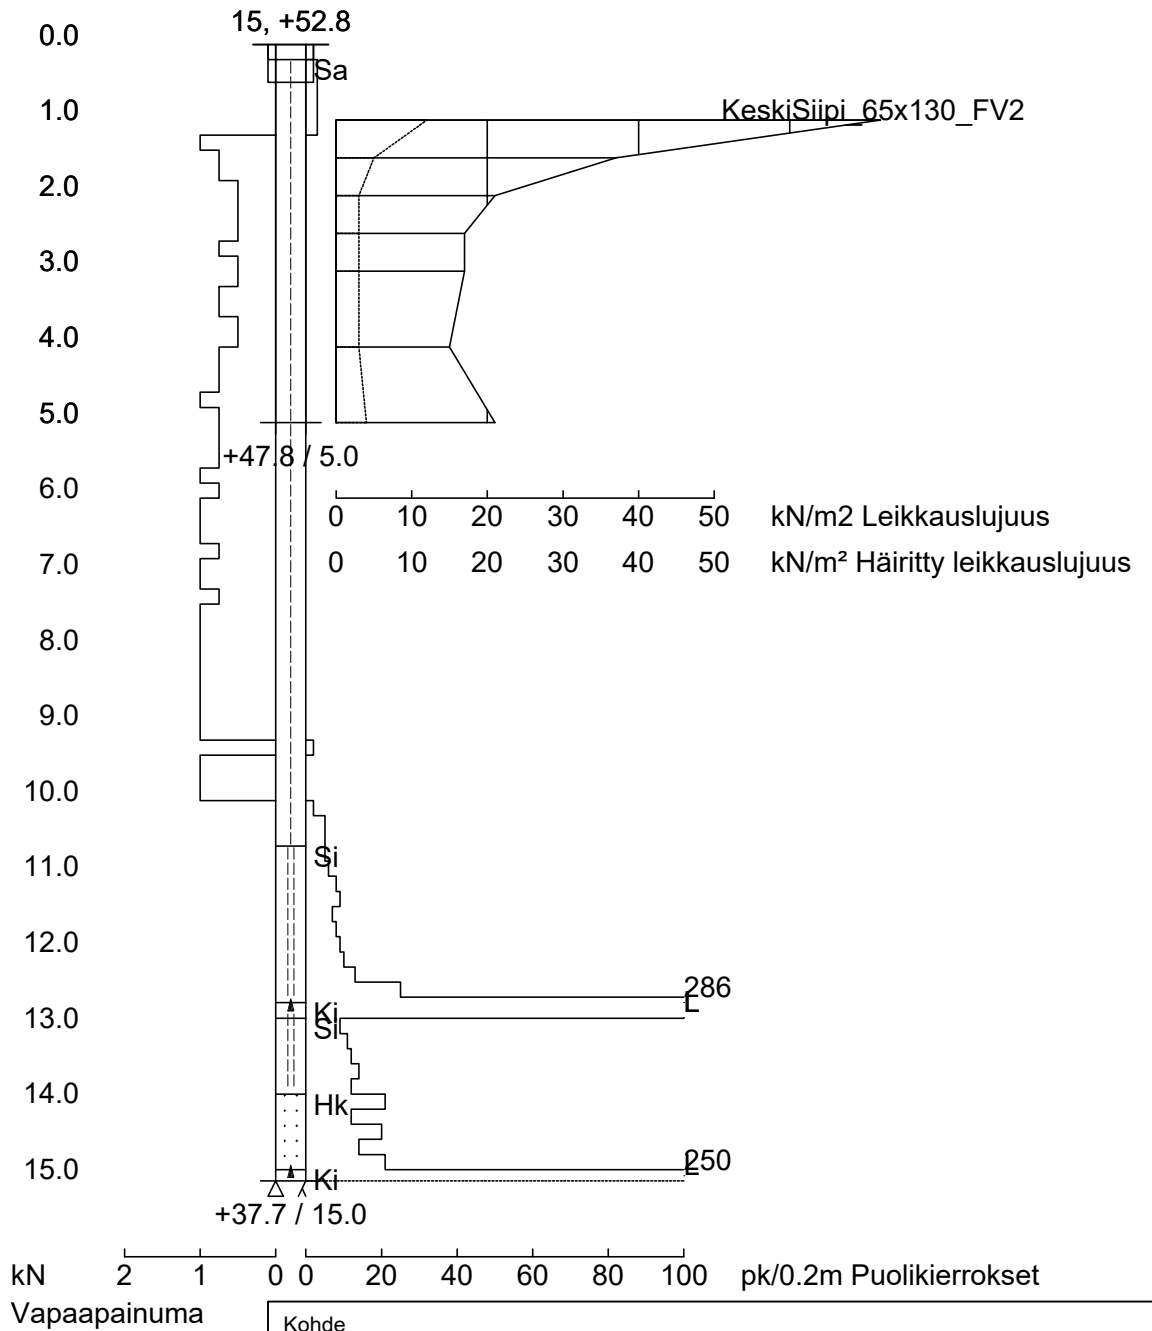 15, +52.8
0.0
Sa
1.0
KeskiSiipi_65x130_FV2
2.0
3.0
4.0
5.0
+47.8 / 5.0
6.0
0 10 20 30 40 50 kN/m2 Leikkauslujuus
7.0
0 10 20 30 40 50 kN/m² Häiritty leikkauslujuus
8.0
9.0
10.0
11.0
Si
12.0
286
L
13.0
Ki
Si
14.0
Hk
15.0
250
L
Ki
+37.7 / 15.0
kN 2 1 0 0 20 40 60 80 100 pk/0.2m Puolikierrokset
Vapaapainuma
Kohde